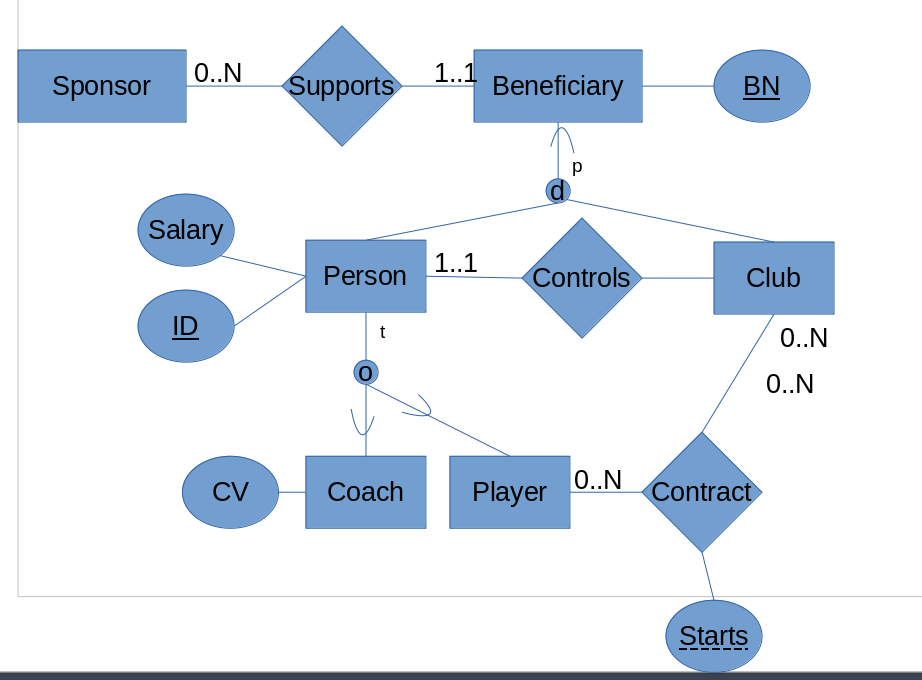 Sponsor
0..N
Supports
1..1
Beneficiary
BN
p
d
Salary
Person
1..1
Controls
Club
ID
t
0..N
o
0..N
CV
Coach
Player
0..N
Contract
Starts